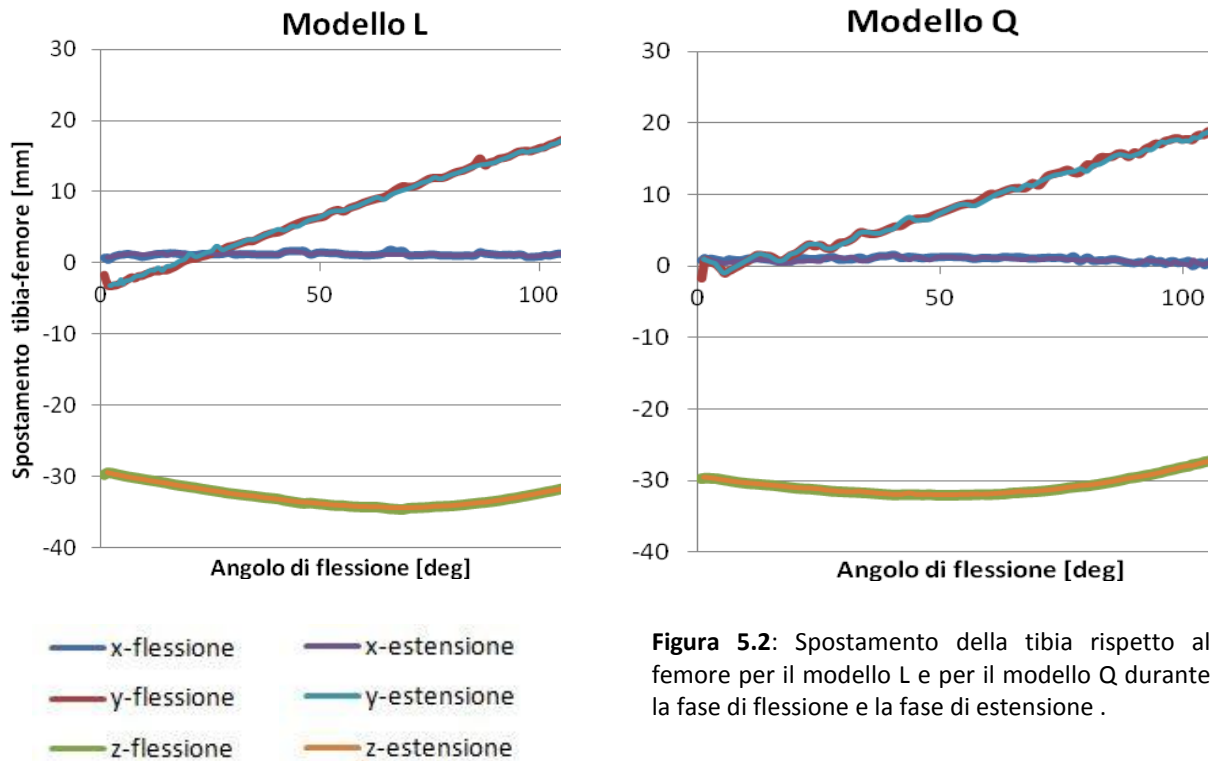 Modello L
30
20
10
0
-10
-20
-30
-40
0
50
100
Spostamento tibia-femore [mm]
Angolo di flessione [deg]
Modello Q
30
20
10
0
-10
-20
-30
-40
0
50
100
Angolo di flessione [deg]
x-flessione
x-estensione
y-flessione
y-estensione
z-flessione
z-estensione
Figura 5.2: Spostamento della tibia rispetto al
femore per il modello L e per il modello Q durante
la fase di flessione e la fase di estensione .